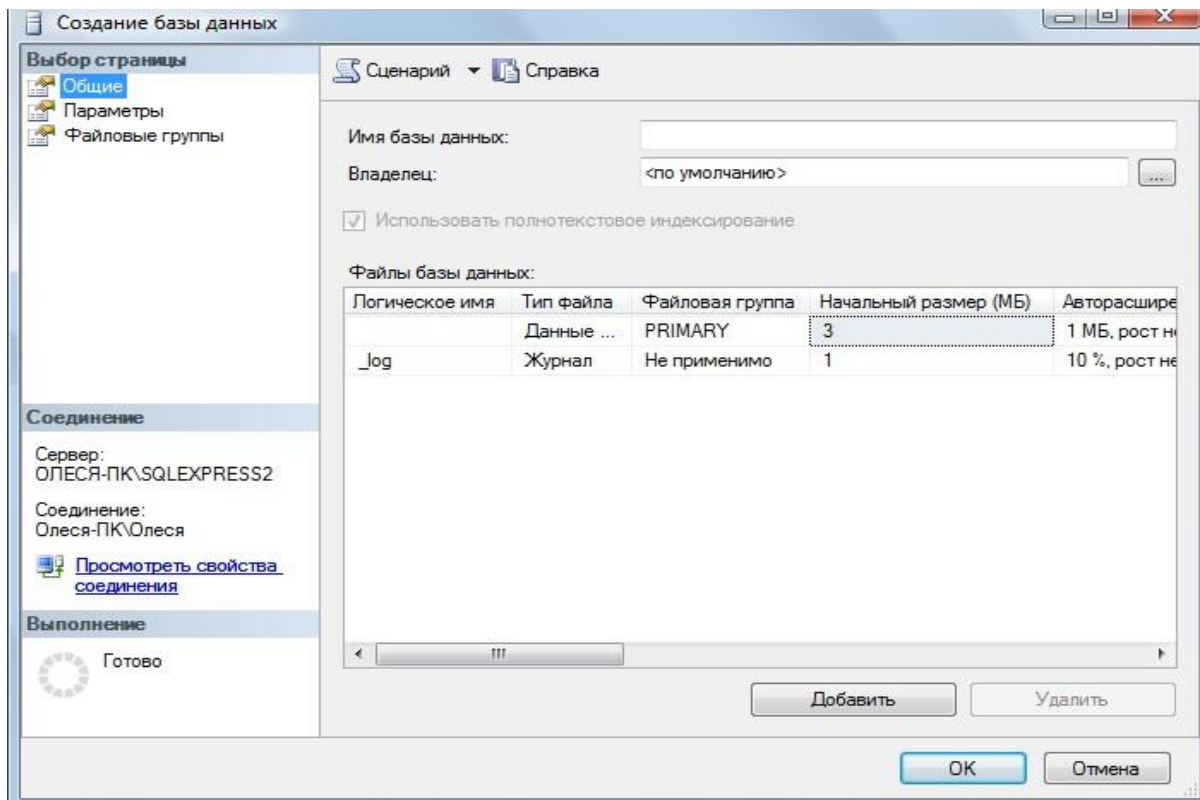 Создание базы данных
Выбор страницы
Общие
Параметры
Файловые группы
Сценарий Справка
Имя базы данных:
Владелец: <по умолчанию> ...
Использовать полнотекстовое индексирование
Файлы базы данных:
Логическое имя Тип файла Файловая группа Начальный размер (МБ) Авторасшире
Данные ... PRIMARY 3 1 МБ, рост не
_log Журнал Не применимо 1 10 %, рост не
Соединение
Сервер:
ОЛЕСЯ-ПК\SQLEXPRESS2
Соединение:
Олеся-ПК\Олеся
Просмотреть свойства
соединения
Выполнение
Готово
Добавить Удалить
OK Отмена